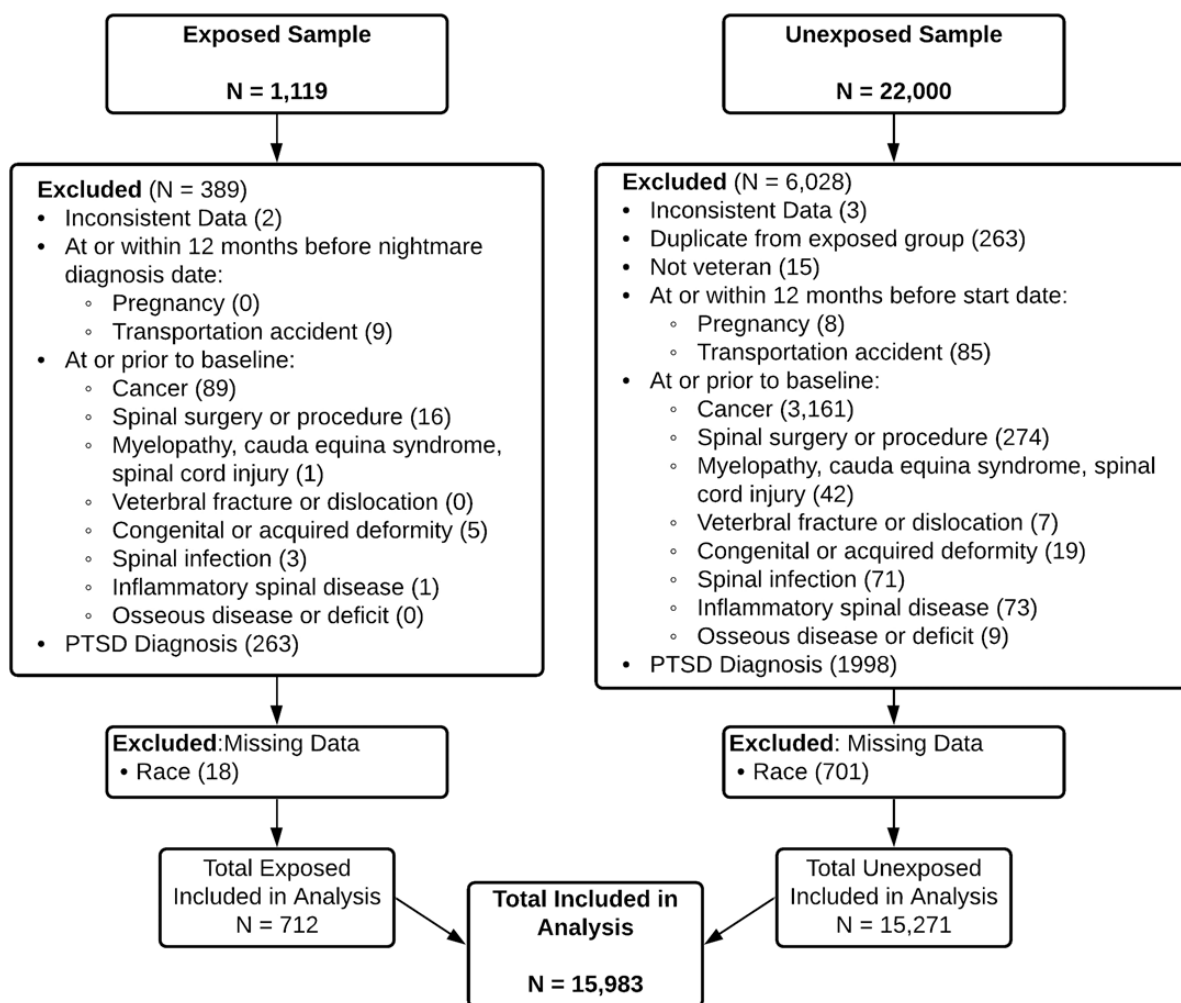 Exposed Sample
N = 1,119
Unexposed Sample
N = 22,000
Excluded (N = 389)
• Inconsistent Data (2)
• At or within 12 months before nightmare
diagnosis date:
◦ Pregnancy (0)
◦ Transportation accident (9)
• At or prior to baseline:
◦ Cancer (89)
◦ Spinal surgery or procedure (16)
◦ Myelopathy, cauda equina syndrome,
spinal cord injury (1)
◦ Veterbral fracture or dislocation (0)
◦ Congenital or acquired deformity (5)
◦ Spinal infection (3)
◦ Inflammatory spinal disease (1)
◦ Osseous disease or deficit (0)
• PTSD Diagnosis (263)
Excluded (N = 6,028)
• Inconsistent Data (3)
• Duplicate from exposed group (263)
• Not veteran (15)
• At or within 12 months before start date:
◦ Pregnancy (8)
◦ Transportation accident (85)
• At or prior to baseline:
◦ Cancer (3,161)
◦ Spinal surgery or procedure (274)
◦ Myelopathy, cauda equina syndrome, spinal
cord injury (42)
◦ Veterbral fracture or dislocation (7)
◦ Congenital or acquired deformity (19)
◦ Spinal infection (71)
◦ Inflammatory spinal disease (73)
◦ Osseous disease or deficit (9)
• PTSD Diagnosis (1998)
Excluded:Missing Data
• Race (18)
Excluded: Missing Data
• Race (701)
Total Exposed
Included in Analysis
N = 712
Total Unexposed
Included in Analysis
N = 15,271
Total Included in
Analysis
N = 15,983